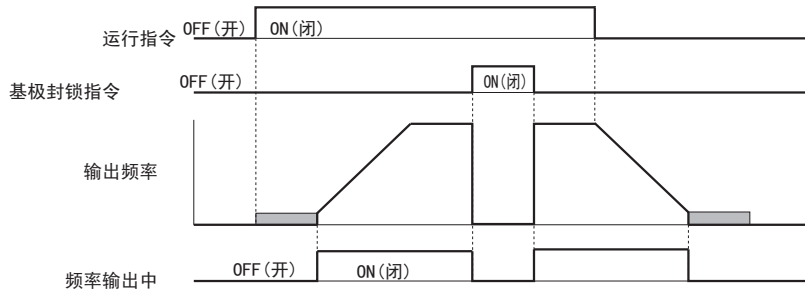 运行指令 OFF(开) ON(闭)
基极封锁指令 OFF(开) ON(闭)
输出频率
频率输出中 OFF(开) ON(闭)